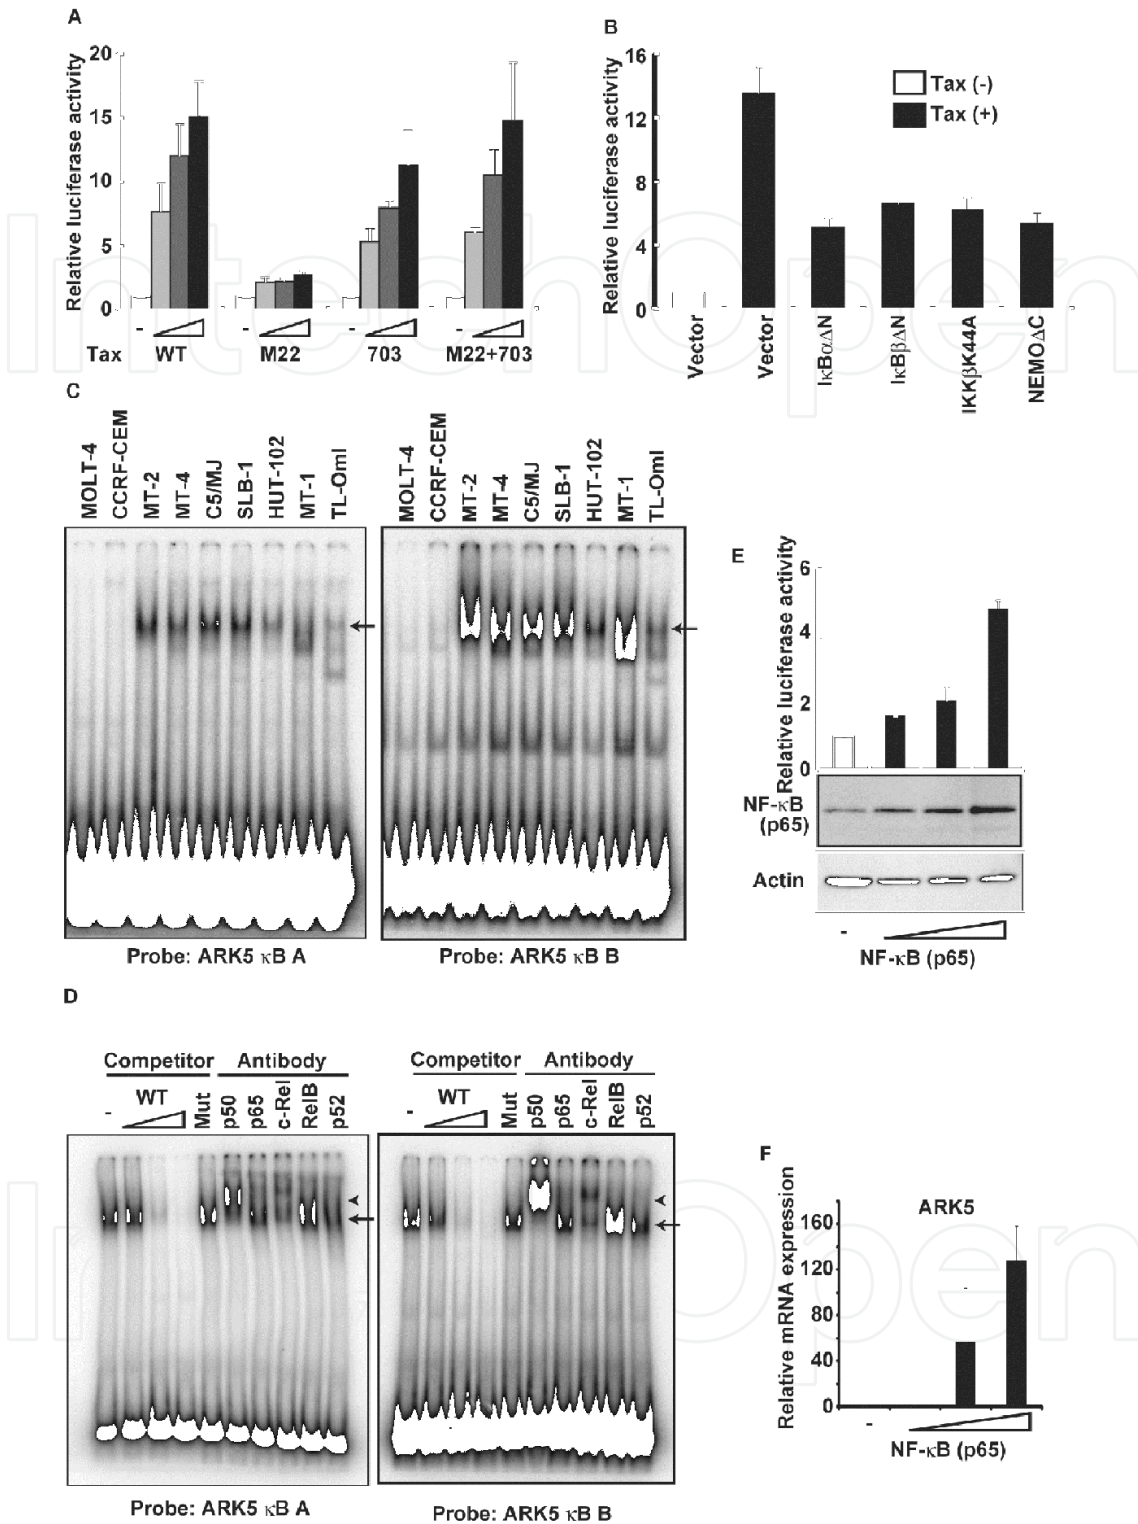 A
Relative luciferase activity
20
15
10
5
0
- - - -
Tax WT M22 703 M22+703
B
Relative luciferase activity
16
12
8
4
0
Tax (-)
Tax (+)
Vector
Vector
IκBαΔN
IκBβΔN
IKKβK44A
NEMOΔC
C
MOLT-4
CCRF-CEM
MT-2
MT-4
C5/MJ
SLB-1
HUT-102
MT-1
TL-OmI
MOLT-4
CCRF-CEM
MT-2
MT-4
C5/MJ
SLB-1
HUT-102
MT-1
TL-OmI
Probe: ARK5 κB A
Probe: ARK5 κB B
E
Relative luciferase activity
6
4
2
0
NF-κB
(p65)
Actin
-
NF-κB (p65)
D
Competitor Antibody
- WT Mut p50 p65 c-Rel RelB p52
Competitor Antibody
- WT Mut p50 p65 c-Rel RelB p52
Probe: ARK5 κB A
Probe: ARK5 κB B
F
ARK5
Relative mRNA expression
160
120
80
40
0
-
NF-κB (p65)
InTechOpen
InTechOpen